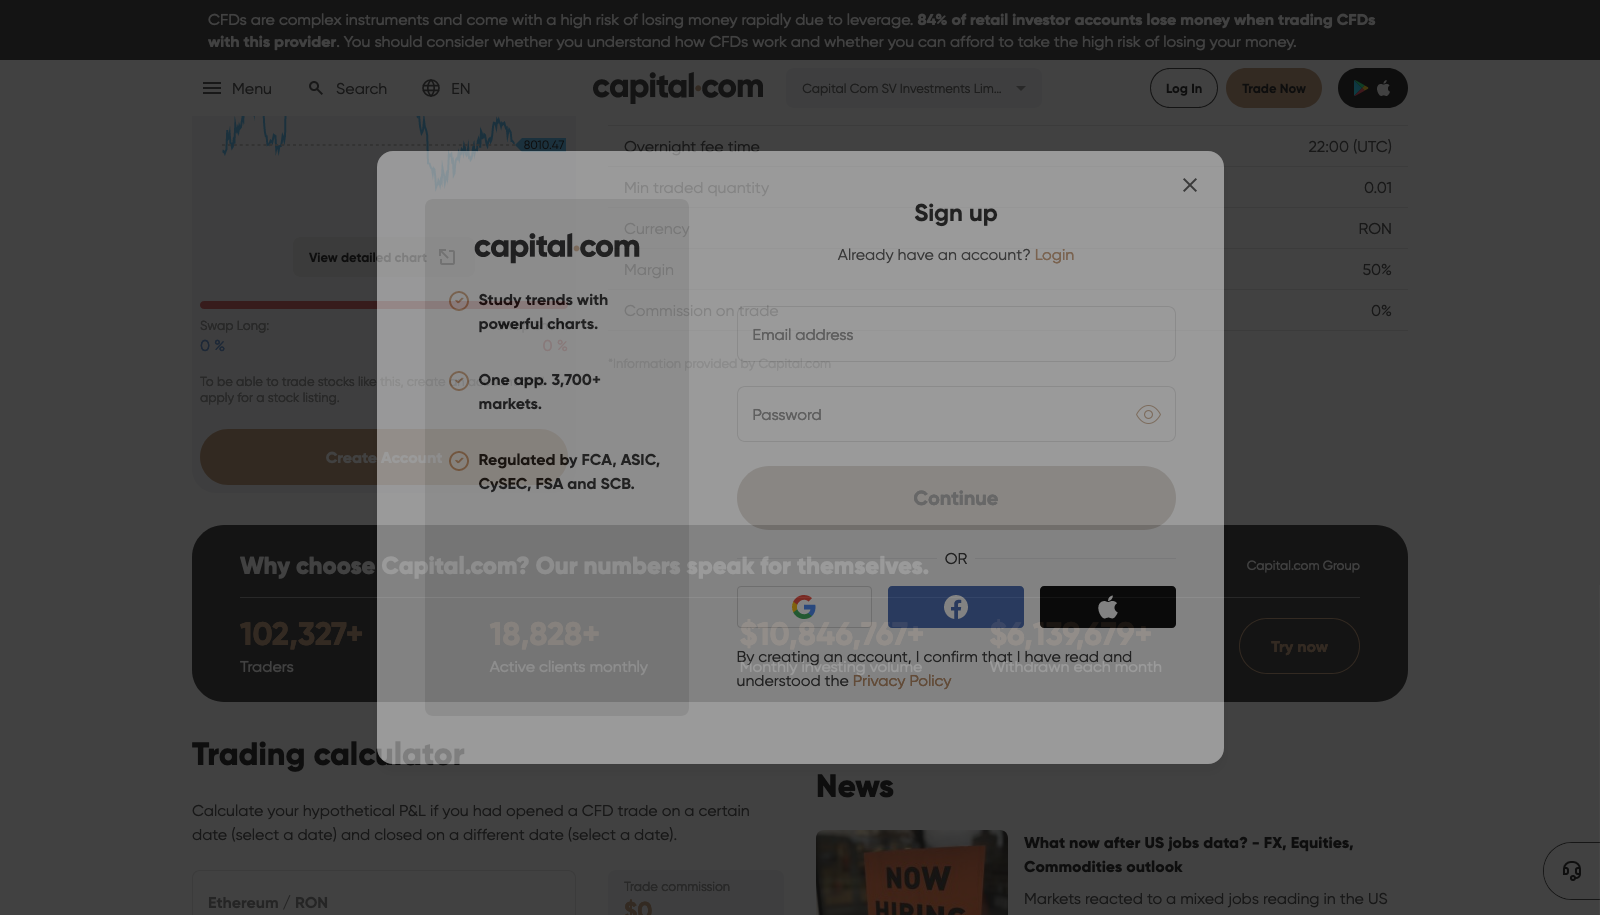 CFDs are complex instruments and come with a high risk of losing money rapidly due to leverage. 84% of retail investor accounts lose money when trading CFDs
with this provider. You should consider whether you understand how CFDs work and whether you can afford to take the high risk of losing your money.
Menu
Search
EN
capital.com
Capital Com SV Investments Lim...
Log In
Trade Now
8010.47
Overnight fee time
22:00 (UTC)
Min traded quantity
0.01
Currency
RON
Margin
50%
Commission on trade
0%
*Information provided by Capital.com
View detailed chart
Swap Long:
0 %
0 %
To be able to trade stocks like this, create
apply for a stock listing.
Create Account
capital.com
Study trends with
powerful charts.
One app. 3,700+
markets.
Regulated by FCA, ASIC,
CySEC, FSA and SCB.
Sign up
Already have an account? Login
Email address
Password
Continue
OR
By creating an account, I confirm that I have read and
understood the Privacy Policy
Why choose Capital.com? Our numbers speak for themselves.
Capital.com Group
102,327+
Traders
18,828+
Active clients monthly
$10,846,767+
Monthly investing volume
$6,139,679+
Withdrawn each month
Try now
Trading calculator
Calculate your hypothetical P&L if you had opened a CFD trade on a certain
date (select a date) and closed on a different date (select a date).
Ethereum / RON
Trade commission
$0
News
NOW
HIRING
What now after US jobs data? - FX, Equities,
Commodities outlook
Markets reacted to a mixed jobs reading in the US